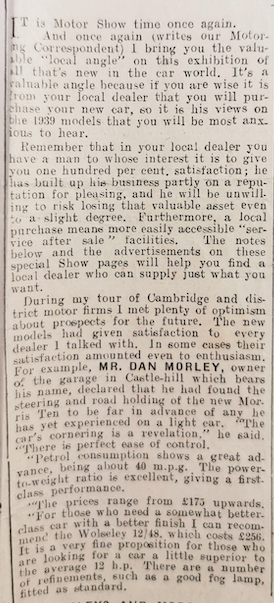 IT is Motor Show time once again.
And once again (writes our Motor-
ing Correspondent) I bring you the valu-
able "local angle" on this exhibition of
all that's new in the car world. It's a
valuable angle because if you are wise it is
from your local dealer that you will pur-
chase your new car, so it is his views on
the 1939 models that you will be most anx-
ious to hear.
Remember that in your local dealer you
have a man to whose interest it is to give
you one hundred per cent. satisfaction; he
has built up his business partly on a repu-
tation for pleasing, and he will be unwill-
ing to risk losing that valuable asset even
to a slight degree. Furthermore, a local
purchase means more easily accessible "ser-
vice after sale" facilities. The notes
below and the advertisements on these
special Show pages will help you find a
local dealer who can supply just what you
want.
During my tour of Cambridge and dis-
trict motor firms I met plenty of optimism
about prospects for the future. The new
models had given satisfaction to every
dealer I talked with. In some cases their
satisfaction amounted even to enthusiasm.
For example, MR. DAN MORLEY, owner
of the garage in Castle-hill which bears
his name, declared that he had found the
steering and road holding of the new Mor-
ris Ten to be far in advance of any he
has yet experienced on a light car. "The
car's cornering is a revelation," he said.
"There is perfect ease of control.
"Petrol consumption shows a great ad-
vance, being about 40 m.p.g. The power-
to-weight ratio is excellent, giving a first-
class performance.
"The prices range from £175 upwards.
"For those who need a somewhat better-
class car with a better finish I can recom-
mend the Wolseley 12/48, which costs £256.
It is a very fine proposition for those who
are looking for a car a little superior to
the average 12 h.p. There are a number
of refinements, such as a good fog lamp,
fitted as standard.